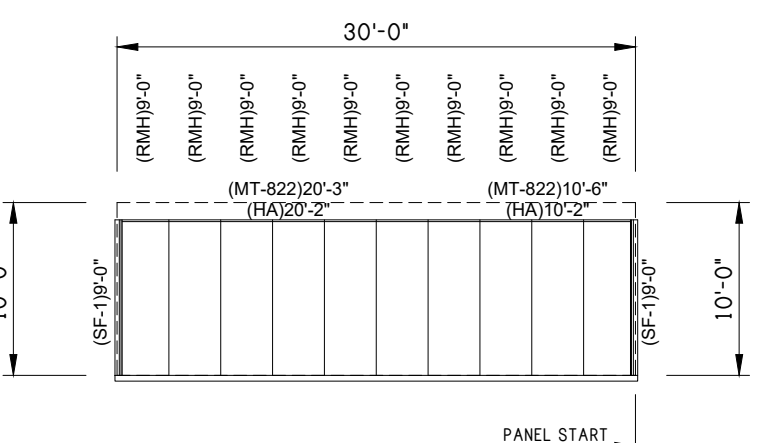 30'-0"
(RMH)9'-0"
(RMH)9'-0"
(RMH)9'-0"
(RMH)9'-0"
(RMH)9'-0"
(RMH)9'-0"
(RMH)9'-0"
(RMH)9'-0"
(RMH)9'-0"
(RMH)9'-0"
(MT-822)20'-3"
(MT-822)10'-6"
(HA)20'-2"
(HA)10'-2"
(SF-1)9'-0"
(SF-1)9'-0"
10'-0"
PANEL START